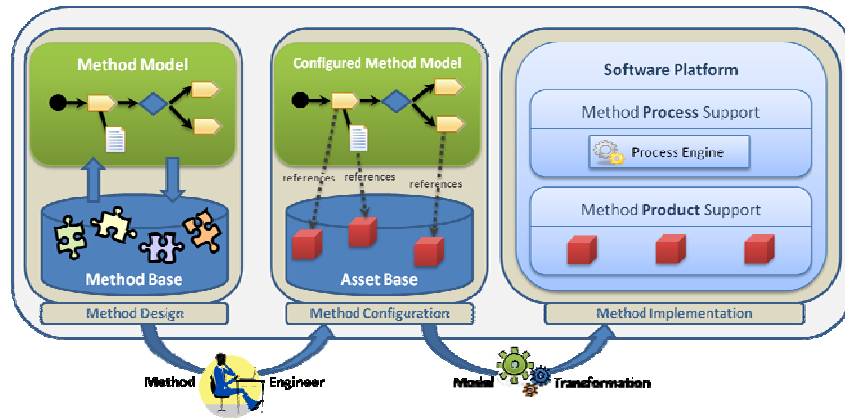 Method Model
Configured Method Model
Software Platform
Method Process Support
Process Engine
references
references
references
Method Product Support
Method Base
Asset Base
Method Design
Method Configuration
Method Implementation
Method Engineer
Model Transformation